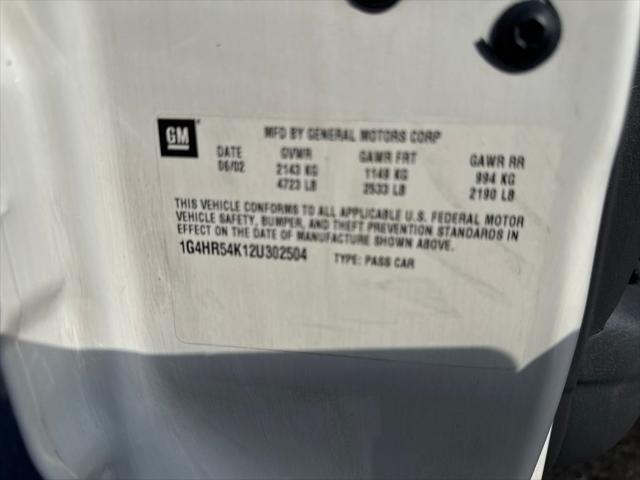 GM
MFD BY GENERAL MOTORS CORP
DATE GVWR GAWR FRT GAWR RR
06/02 2143 KG 1149 KG 994 KG
4723 LB 2533 LB 2190 LB
THIS VEHICLE CONFORMS TO ALL APPLICABLE U.S. FEDERAL MOTOR
VEHICLE SAFETY, BUMPER, AND THEFT PREVENTION STANDARDS IN
EFFECT ON THE DATE OF MANUFACTURE SHOWN ABOVE.
1G4HR54K12U302504 TYPE: PASS CAR